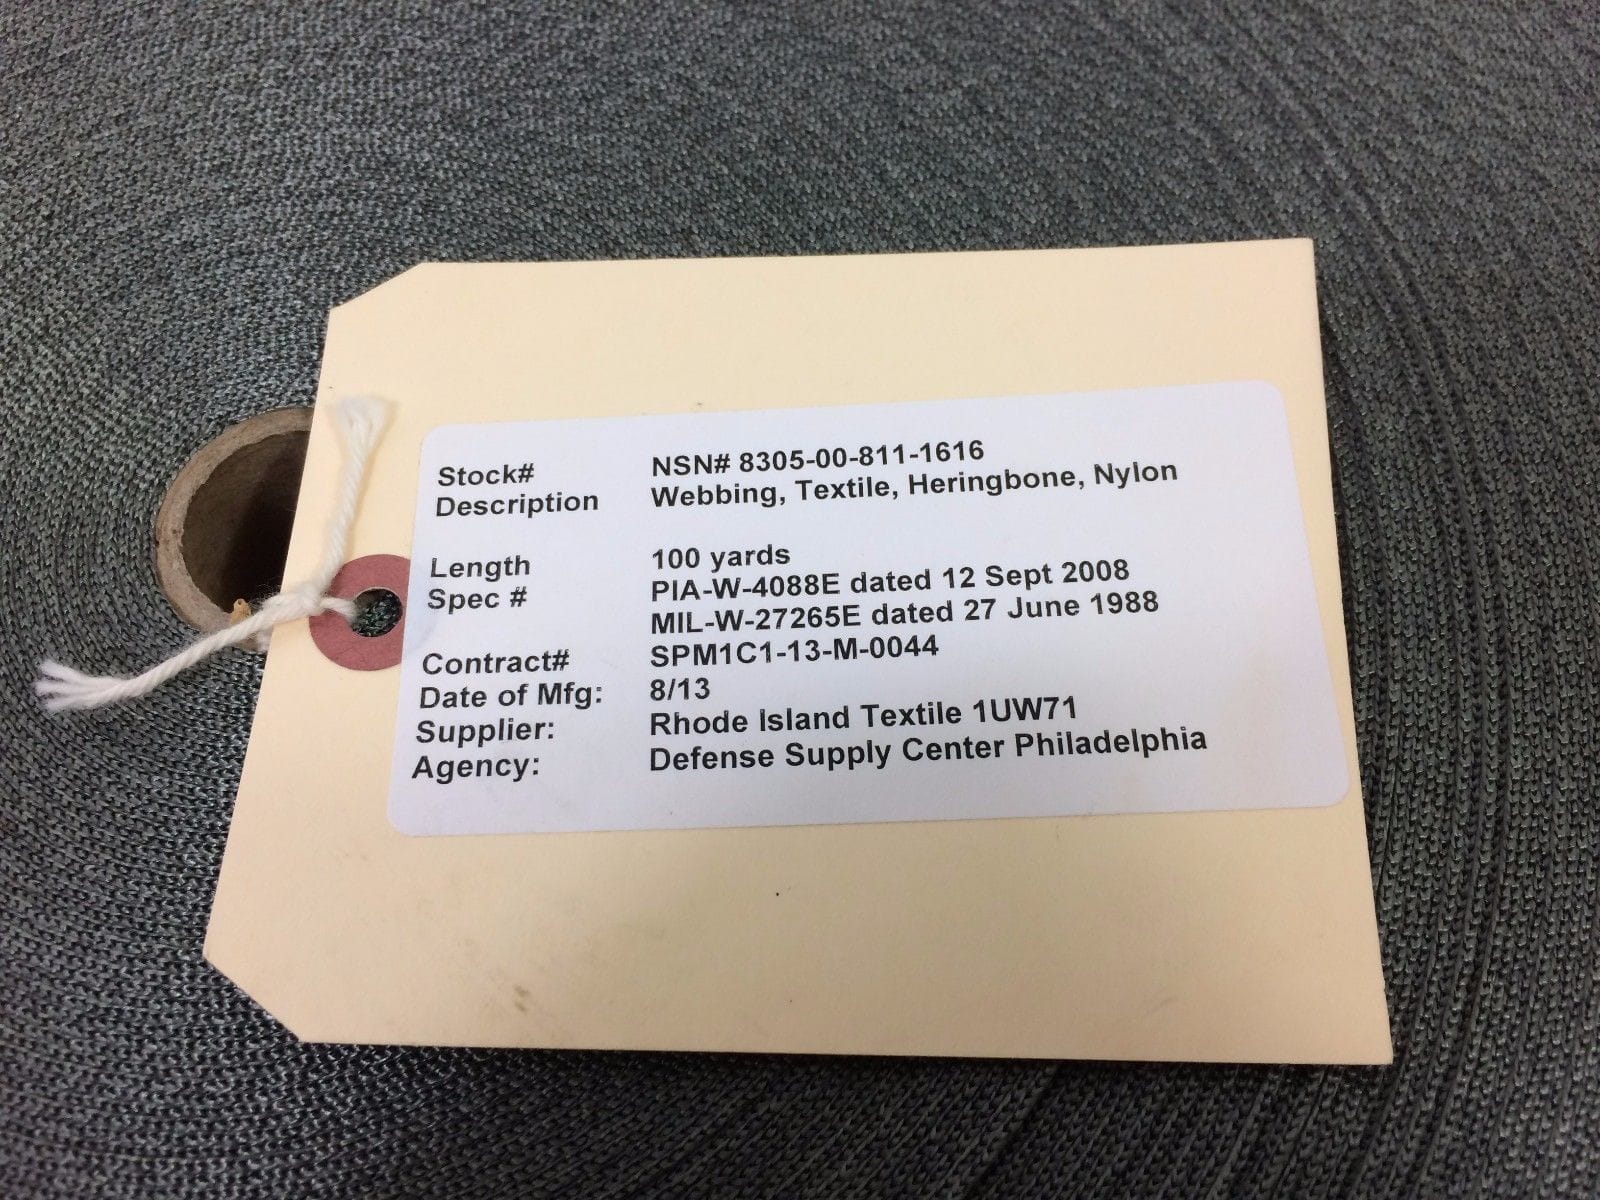 Stock# NSN# 8305-00-811-1616
Description Webbing, Textile, Heringbone, Nylon
Length 100 yards
Spec # PIA-W-4088E dated 12 Sept 2008
MIL-W-27265E dated 27 June 1988
Contract# SPM1C1-13-M-0044
Date of Mfg: 8/13
Supplier: Rhode Island Textile 1UW71
Agency: Defense Supply Center Philadelphia